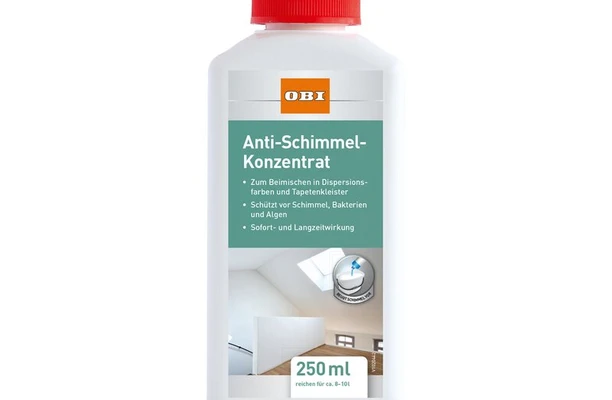 OBI
Anti-Schimmel-
Konzentrat
• Zum Beimischen in Dispersions-
farben und Tapetenkleister
• Schützt vor Schimmel, Bakterien
und Algen
• Sofort- und Langzeitwirkung
250 ml
reichen für ca. 8–10 l